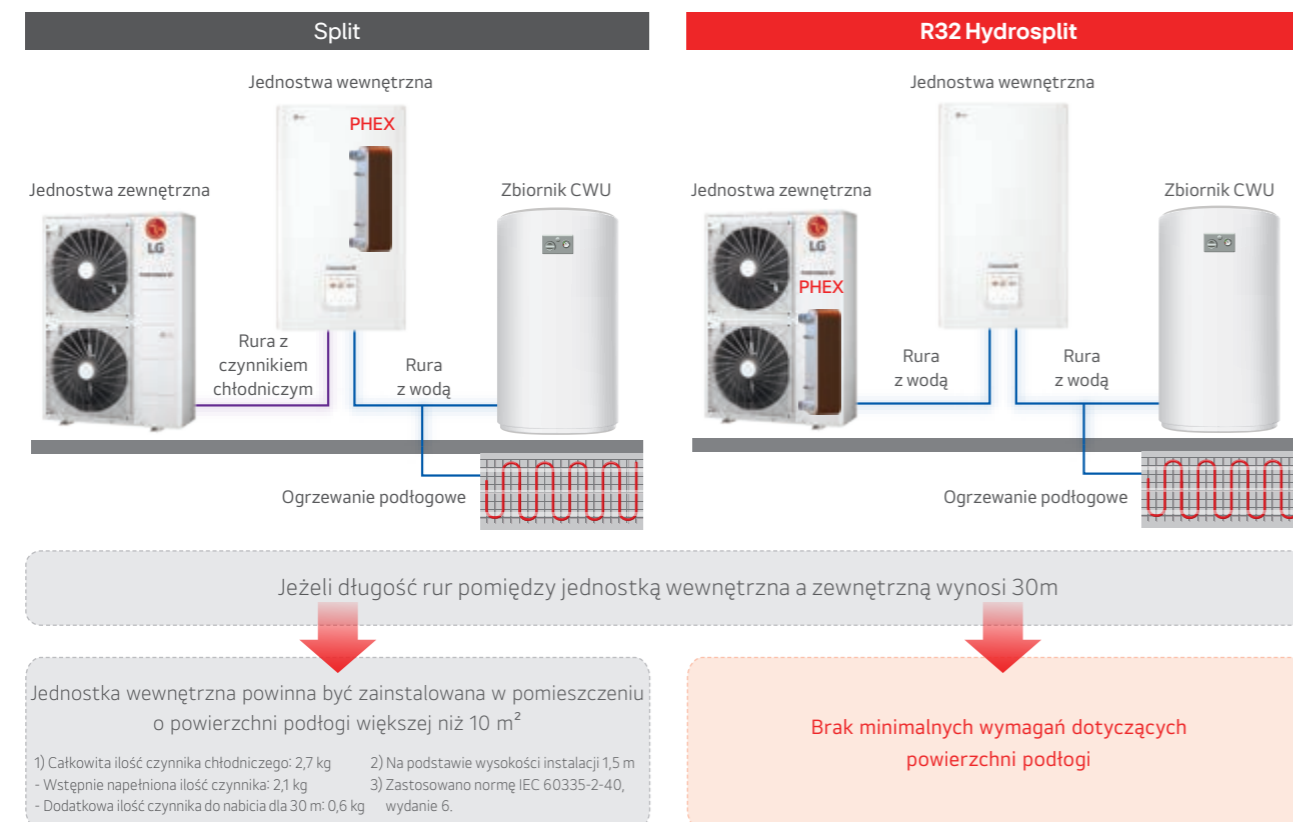 Split
Jednostwa wewnętrzna
PHEX
Jednostwa zewnętrzna
LG
Zbiornik CWU
Rura z
czynnikiem
chłodniczym
Rura
z wodą
Ogrzewanie podłogowe
R32 Hydrosplit
Jednostwa wewnętrzna
Jednostwa zewnętrzna
LG
PHEX
Zbiornik CWU
Rura
z wodą
Rura
z wodą
Ogrzewanie podłogowe
Jeżeli długość rur pomiędzy jednostką wewnętrzna a zewnętrzną wynosi 30m
Jednostka wewnętrzna powinna być zainstalowana w pomieszczeniu
o powierzchni podłogi większej niż 10 m²
1) Całkowita ilość czynnika chłodniczego: 2,7 kg
- Wstępnie napełniona ilość czynnika: 2,1 kg
- Dodatkowa ilość czynnika do nabicia dla 30 m: 0,6 kg
2) Na podstawie wysokości instalacji 1,5 m
3) Zastosowano normę IEC 60335-2-40,
wydanie 6.
Brak minimalnych wymagań dotyczących
powierzchni podłogi